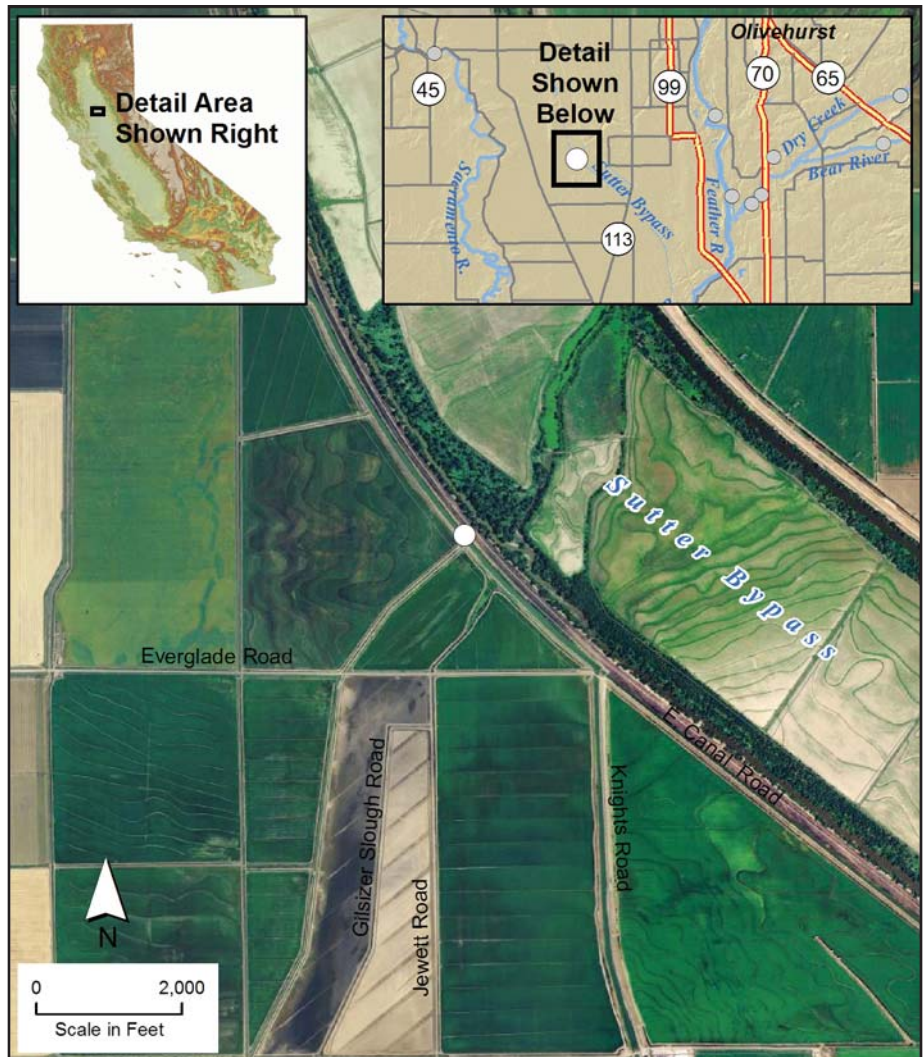 Detail Area
Shown Right
Olivehurst
Detail
Shown
Below
45
99
70
65
113
Sacramento R.
Sutter Bypass
Feather R
Dry Creek
Bear River
Sutter Bypass
Everglade Road
E Canal Road
Gilsizer Slough Road
Jewett Road
Knights Road
N
0 2,000
Scale in Feet